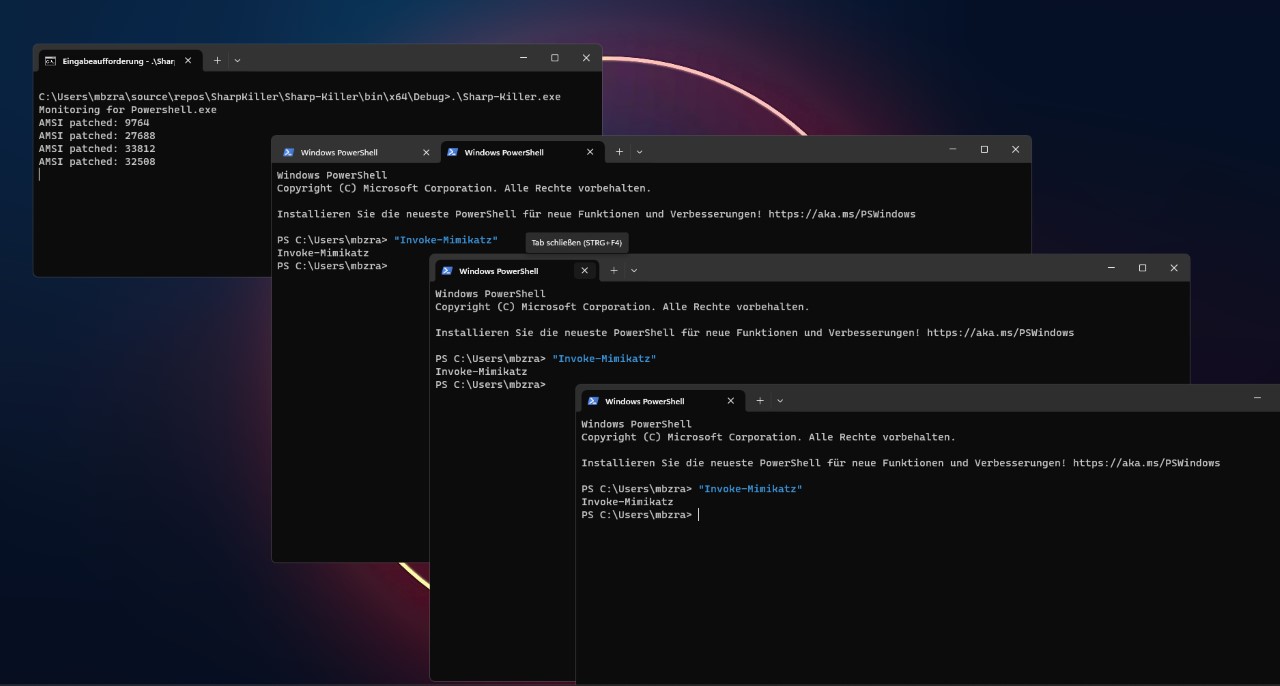 Eingabeaufforderung - .\Shar
C:\Users\mbzra\source\repos\SharpKiller\Sharp-Killer\bin\x64\Debug>.\Sharp-Killer.exe
Monitoring for Powershell.exe
AMSI patched: 9764
AMSI patched: 27688
AMSI patched: 33812
AMSI patched: 32508
Windows PowerShell
Windows PowerShell
Windows PowerShell
Copyright (C) Microsoft Corporation. Alle Rechte vorbehalten.
Installieren Sie die neueste PowerShell für neue Funktionen und Verbesserungen! https://aka.ms/PSWindows
PS C:\Users\mbzra> "Invoke-Mimikatz"
Tab schließen (STRG+F4)
Invoke-Mimikatz
PS C:\Users\mbzra>
Windows PowerShell
Windows PowerShell
Copyright (C) Microsoft Corporation. Alle Rechte vorbehalten.
Installieren Sie die neueste PowerShell für neue Funktionen und Verbesserungen! https://aka.ms/PSWindows
PS C:\Users\mbzra> "Invoke-Mimikatz"
Invoke-Mimikatz
PS C:\Users\mbzra>
Windows PowerShell
Windows PowerShell
Copyright (C) Microsoft Corporation. Alle Rechte vorbehalten.
Installieren Sie die neueste PowerShell für neue Funktionen und Verbesserungen! https://aka.ms/PSWindows
PS C:\Users\mbzra> "Invoke-Mimikatz"
Invoke-Mimikatz
PS C:\Users\mbzra>